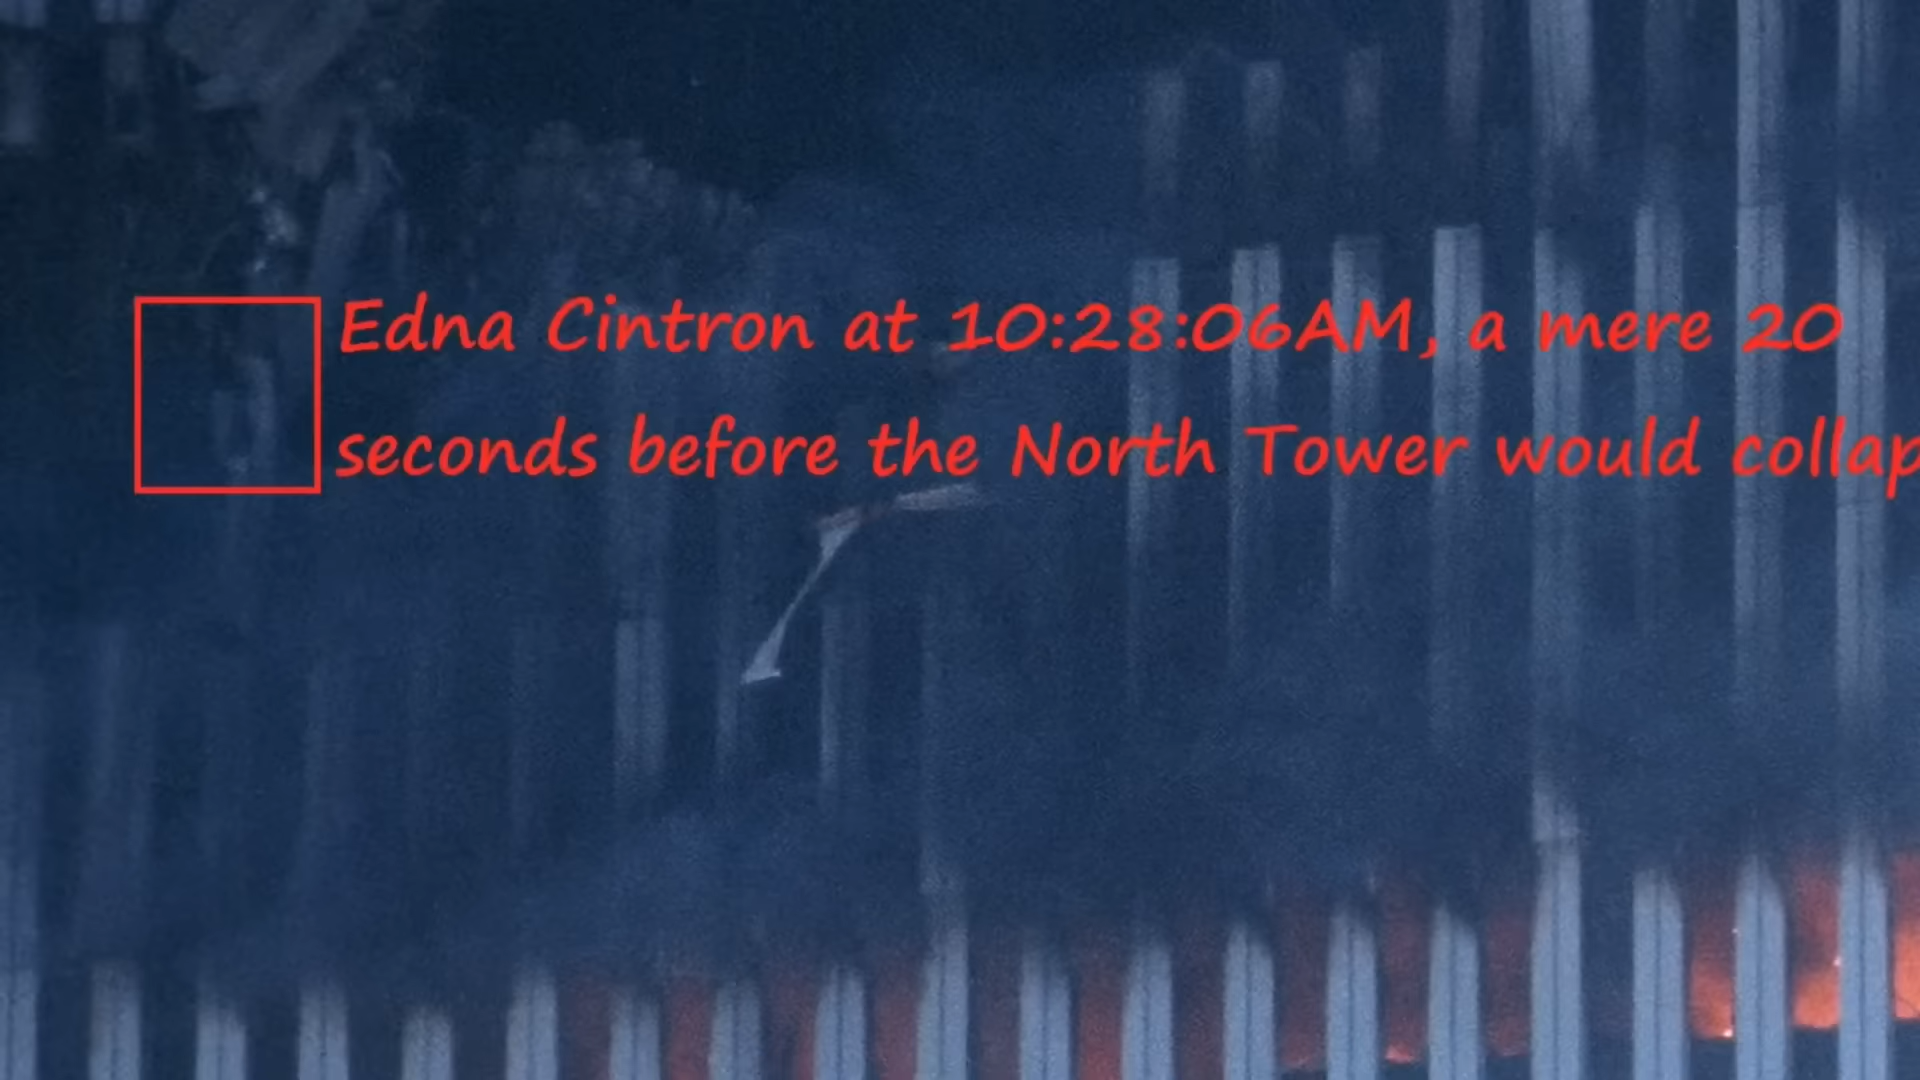 Edna Cintron at 10:28:06AM, a mere 20
seconds before the North Tower would collap